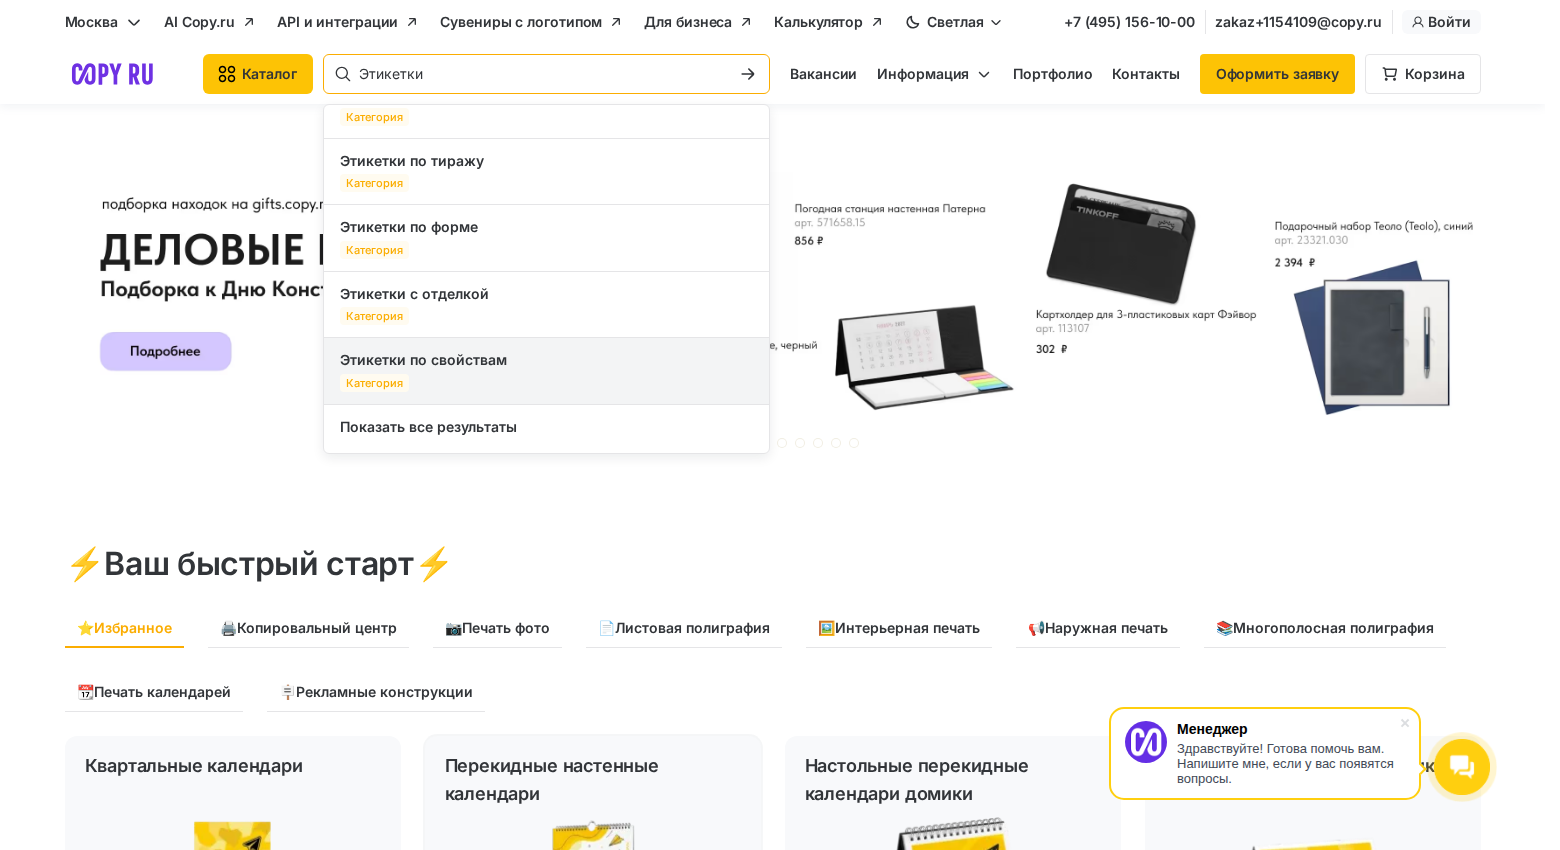 Москва
AI Copy.ru
API и интеграции
Сувениры с логотипом
Для бизнеса
Калькулятор
Светлая
+7 (495) 156-10-00
zakaz+1154109@copy.ru
Войти
COPY RU
Каталог
Этикетки
Вакансии
Информация
Портфолио
Контакты
Оформить заявку
Корзина
Категория
Этикетки по тиражу
Категория
Этикетки по форме
Категория
Этикетки с отделкой
Категория
Этикетки по свойствам
Категория
Показать все результаты
подборка находок на gifts.copy.r
ДЕЛОВЫЕ
Подборка к Дню Конст
Подробнее
Погодная станция настенная Патерна
арт. 571658.15
856 ₽
TINKOFF
Подарочный набор Теоло (Teolo), синий
арт. 23321.030
2 394 ₽
Картхолдер для 3-пластиковых карт Фэйвор
арт. 113107
302 ₽
е, черный
⚡Ваш быстрый старт⚡
⭐Избранное
🖨️Копировальный центр
📷Печать фото
📄Листовая полиграфия
🖼️Интерьерная печать
📢Наружная печать
📚Многополосная полиграфия
📆Печать календарей
🪧Рекламные конструкции
Квартальные календари
Перекидные настенные
календари
Настольные перекидные
календари домики
Менеджер
Здравствуйте! Готова помочь вам.
Напишите мне, если у вас появятся
вопросы.